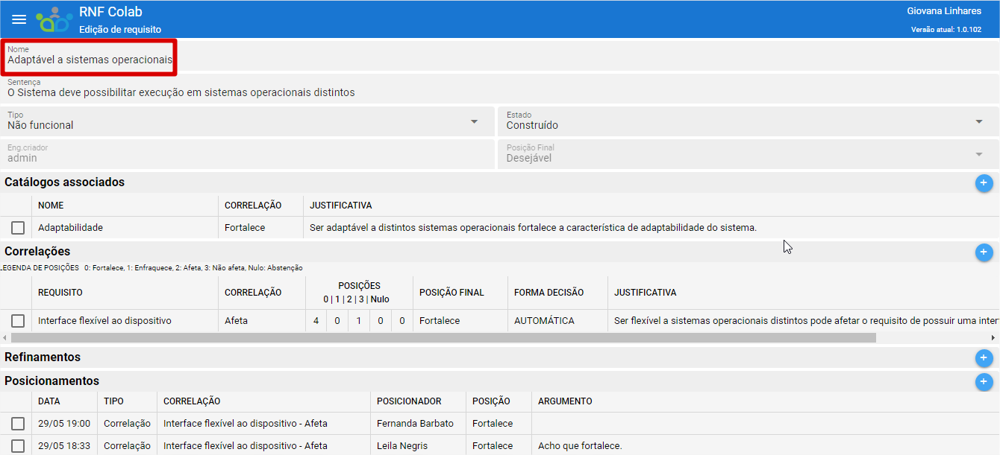 RNF Colab
Edição de requisito
Giovana Linhares
Versão atual: 1.0.102
Nome
Adaptável a sistemas operacionais
Sentença
O Sistema deve possibilitar execução em sistemas operacionais distintos
Tipo
Não funcional
Estado
Construído
Eng.criador
admin
Posição Final
Desejável
Catálogos associados
NOME CORRELAÇÃO JUSTIFICATIVA
Adaptabilidade Fortalece Ser adaptável a distintos sistemas operacionais fortalece a característica de adaptabilidade do sistema.
Correlações
LEGENDA DE POSIÇÕES 0: Fortalece, 1: Enfraquece, 2: Afeta, 3: Não afeta, Nulo: Abstenção
REQUISITO CORRELAÇÃO POSIÇÕES 0 | 1 | 2 | 3 | Nulo POSIÇÃO FINAL FORMA DECISÃO JUSTIFICATIVA
Interface flexível ao dispositivo Afeta 4 0 1 0 0 Fortalece AUTOMÁTICA Ser flexível a sistemas operacionais distintos pode afetar o requisito de possuir uma inter
Refinamentos
Posicionamentos
DATA TIPO CORRELAÇÃO POSICIONADOR POSIÇÃO ARGUMENTO
29/05 19:00 Correlação Interface flexível ao dispositivo - Afeta Fernanda Barbato Fortalece
29/05 18:33 Correlação Interface flexível ao dispositivo - Afeta Leila Negris Fortalece Acho que fortalece.